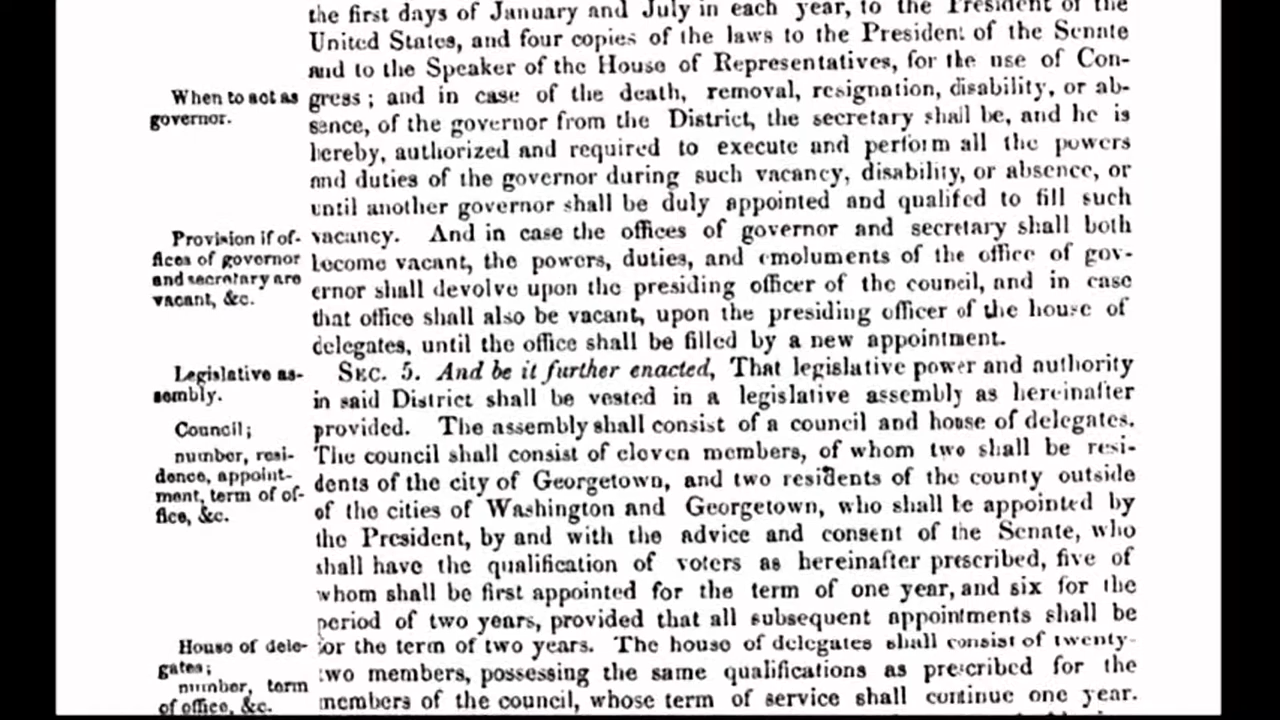 the first days of January and July in each year, to the President of the
United States, and four copies of the laws to the President of the Senate
and to the Speaker of the House of Representatives, for the use of Con-
When to act as
governor.
gress; and in case of the death, removal, resignation, disability, or ab-
sence, of the governor from the District, the secretary shall be, and he is
hereby, authorized and required to execute and perform all the powers
and duties of the governor during such vacancy, disability, or absence, or
until another governor shall be duly appointed and qualifed to fill such
Provision if of-
fices of governor
and secretary are
vacant, &c.
vacancy. And in case the offices of governor and secretary shall both
become vacant, the powers, duties, and emoluments of the office of gov-
ernor shall devolve upon the presiding officer of the council, and in case
that office shall also be vacant, upon the presiding officer of the house of
delegates, until the office shall be filled by a new appointment.
Legislative as-
sembly.
SEC. 5. And be it further enacted, That legislative power and authority
in said District shall be vested in a legislative assembly as hereinafter
Council;
number, resi-
dence, appoint-
ment, term of of-
fice, &c.
provided. The assembly shall consist of a council and house of delegates.
The council shall consist of eleven members, of whom two shall be resi-
dents of the city of Georgetown, and two residents of the county outside
of the cities of Washington and Georgetown, who shall be appointed by
the President, by and with the advice and consent of the Senate, who
shall have the qualification of voters as hereinafter prescribed, five of
whom shall be first appointed for the term of one year, and six for the
period of two years, provided that all subsequent appointments shall be
House of dele-
gates;
number, term
of office, &c.
for the term of two years. The house of delegates shall consist of twenty-
two members, possessing the same qualifications as prescribed for the
members of the council, whose term of service shall continue one year.